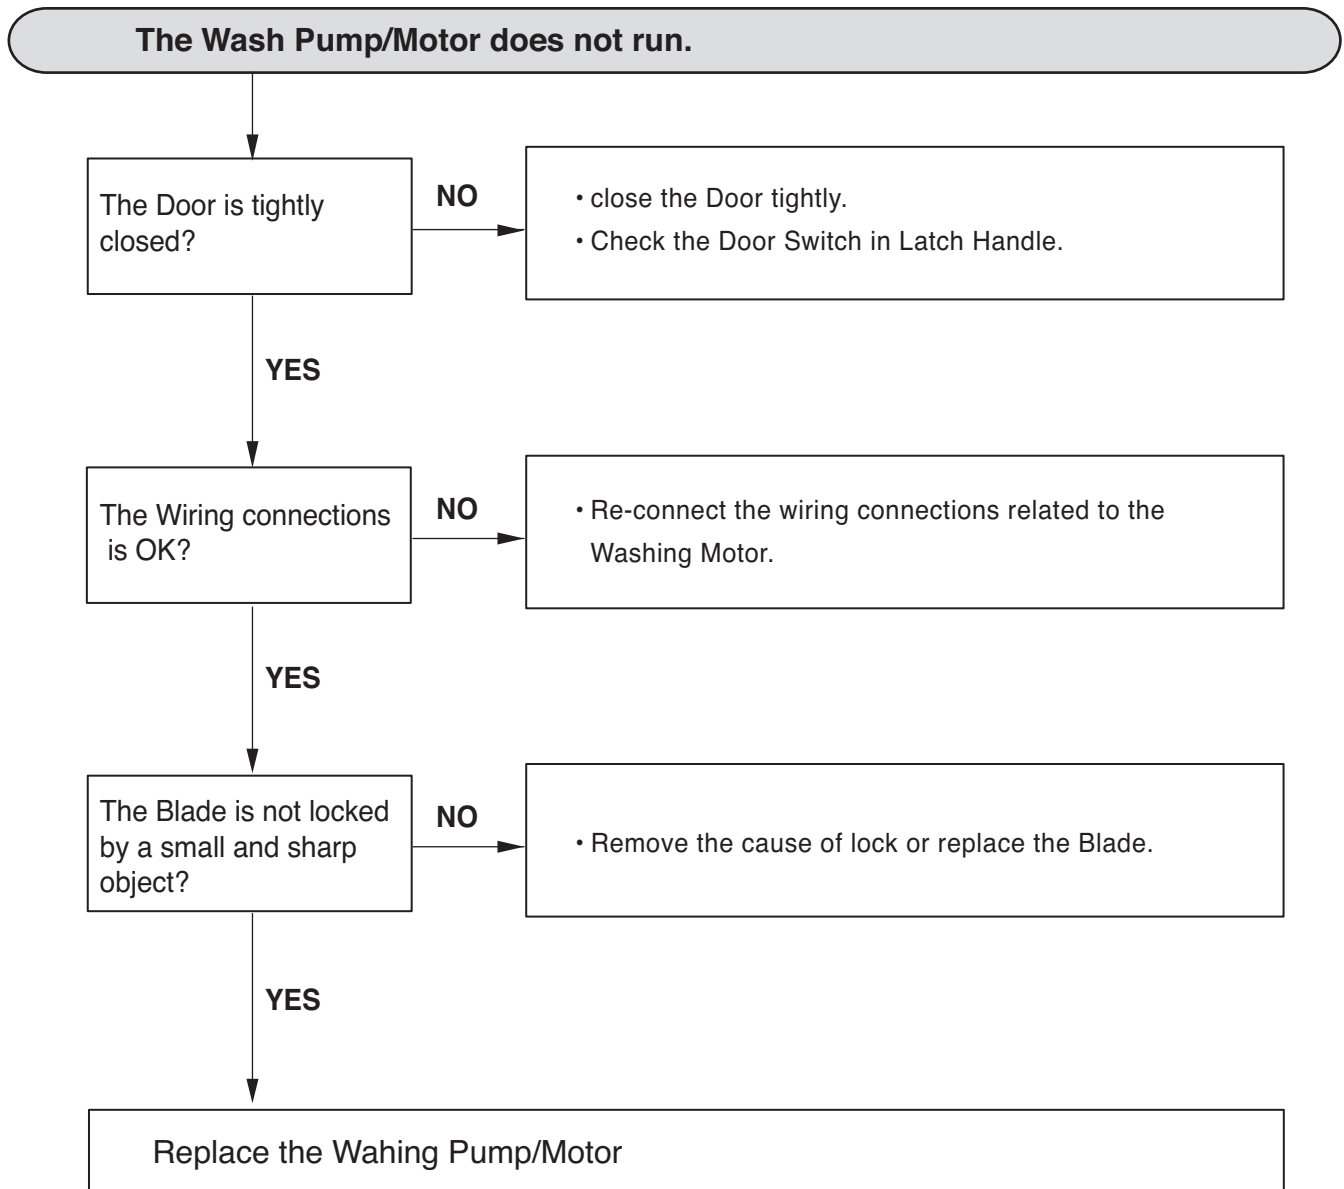 The Wash Pump/Motor does not run.
The Door is tightly
closed?
NO
• close the Door tightly.
• Check the Door Switch in Latch Handle.
YES
The Wiring connections
is OK?
NO
• Re-connect the wiring connections related to the
Washing Motor.
YES
The Blade is not locked
by a small and sharp
object?
NO
• Remove the cause of lock or replace the Blade.
YES
Replace the Wahing Pump/Motor